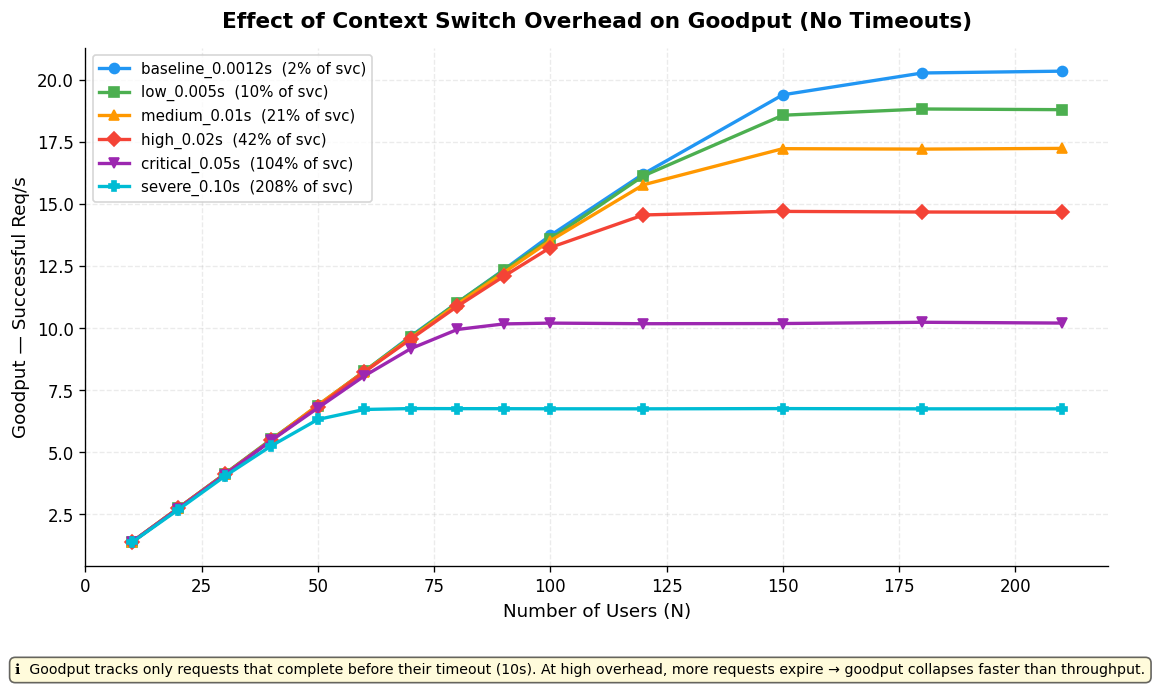 Effect of Context Switch Overhead on Goodput (No Timeouts)
baseline_0.0012s (2% of svc)
low_0.005s (10% of svc)
medium_0.01s (21% of svc)
high_0.02s (42% of svc)
critical_0.05s (104% of svc)
severe_0.10s (208% of svc)
Goodput — Successful Req/s
20.0
17.5
15.0
12.5
10.0
7.5
5.0
2.5
0 25 50 75 100 125 150 175 200
Number of Users (N)
ℹ Goodput tracks only requests that complete before their timeout (10s). At high overhead, more requests expire → goodput collapses faster than throughput.